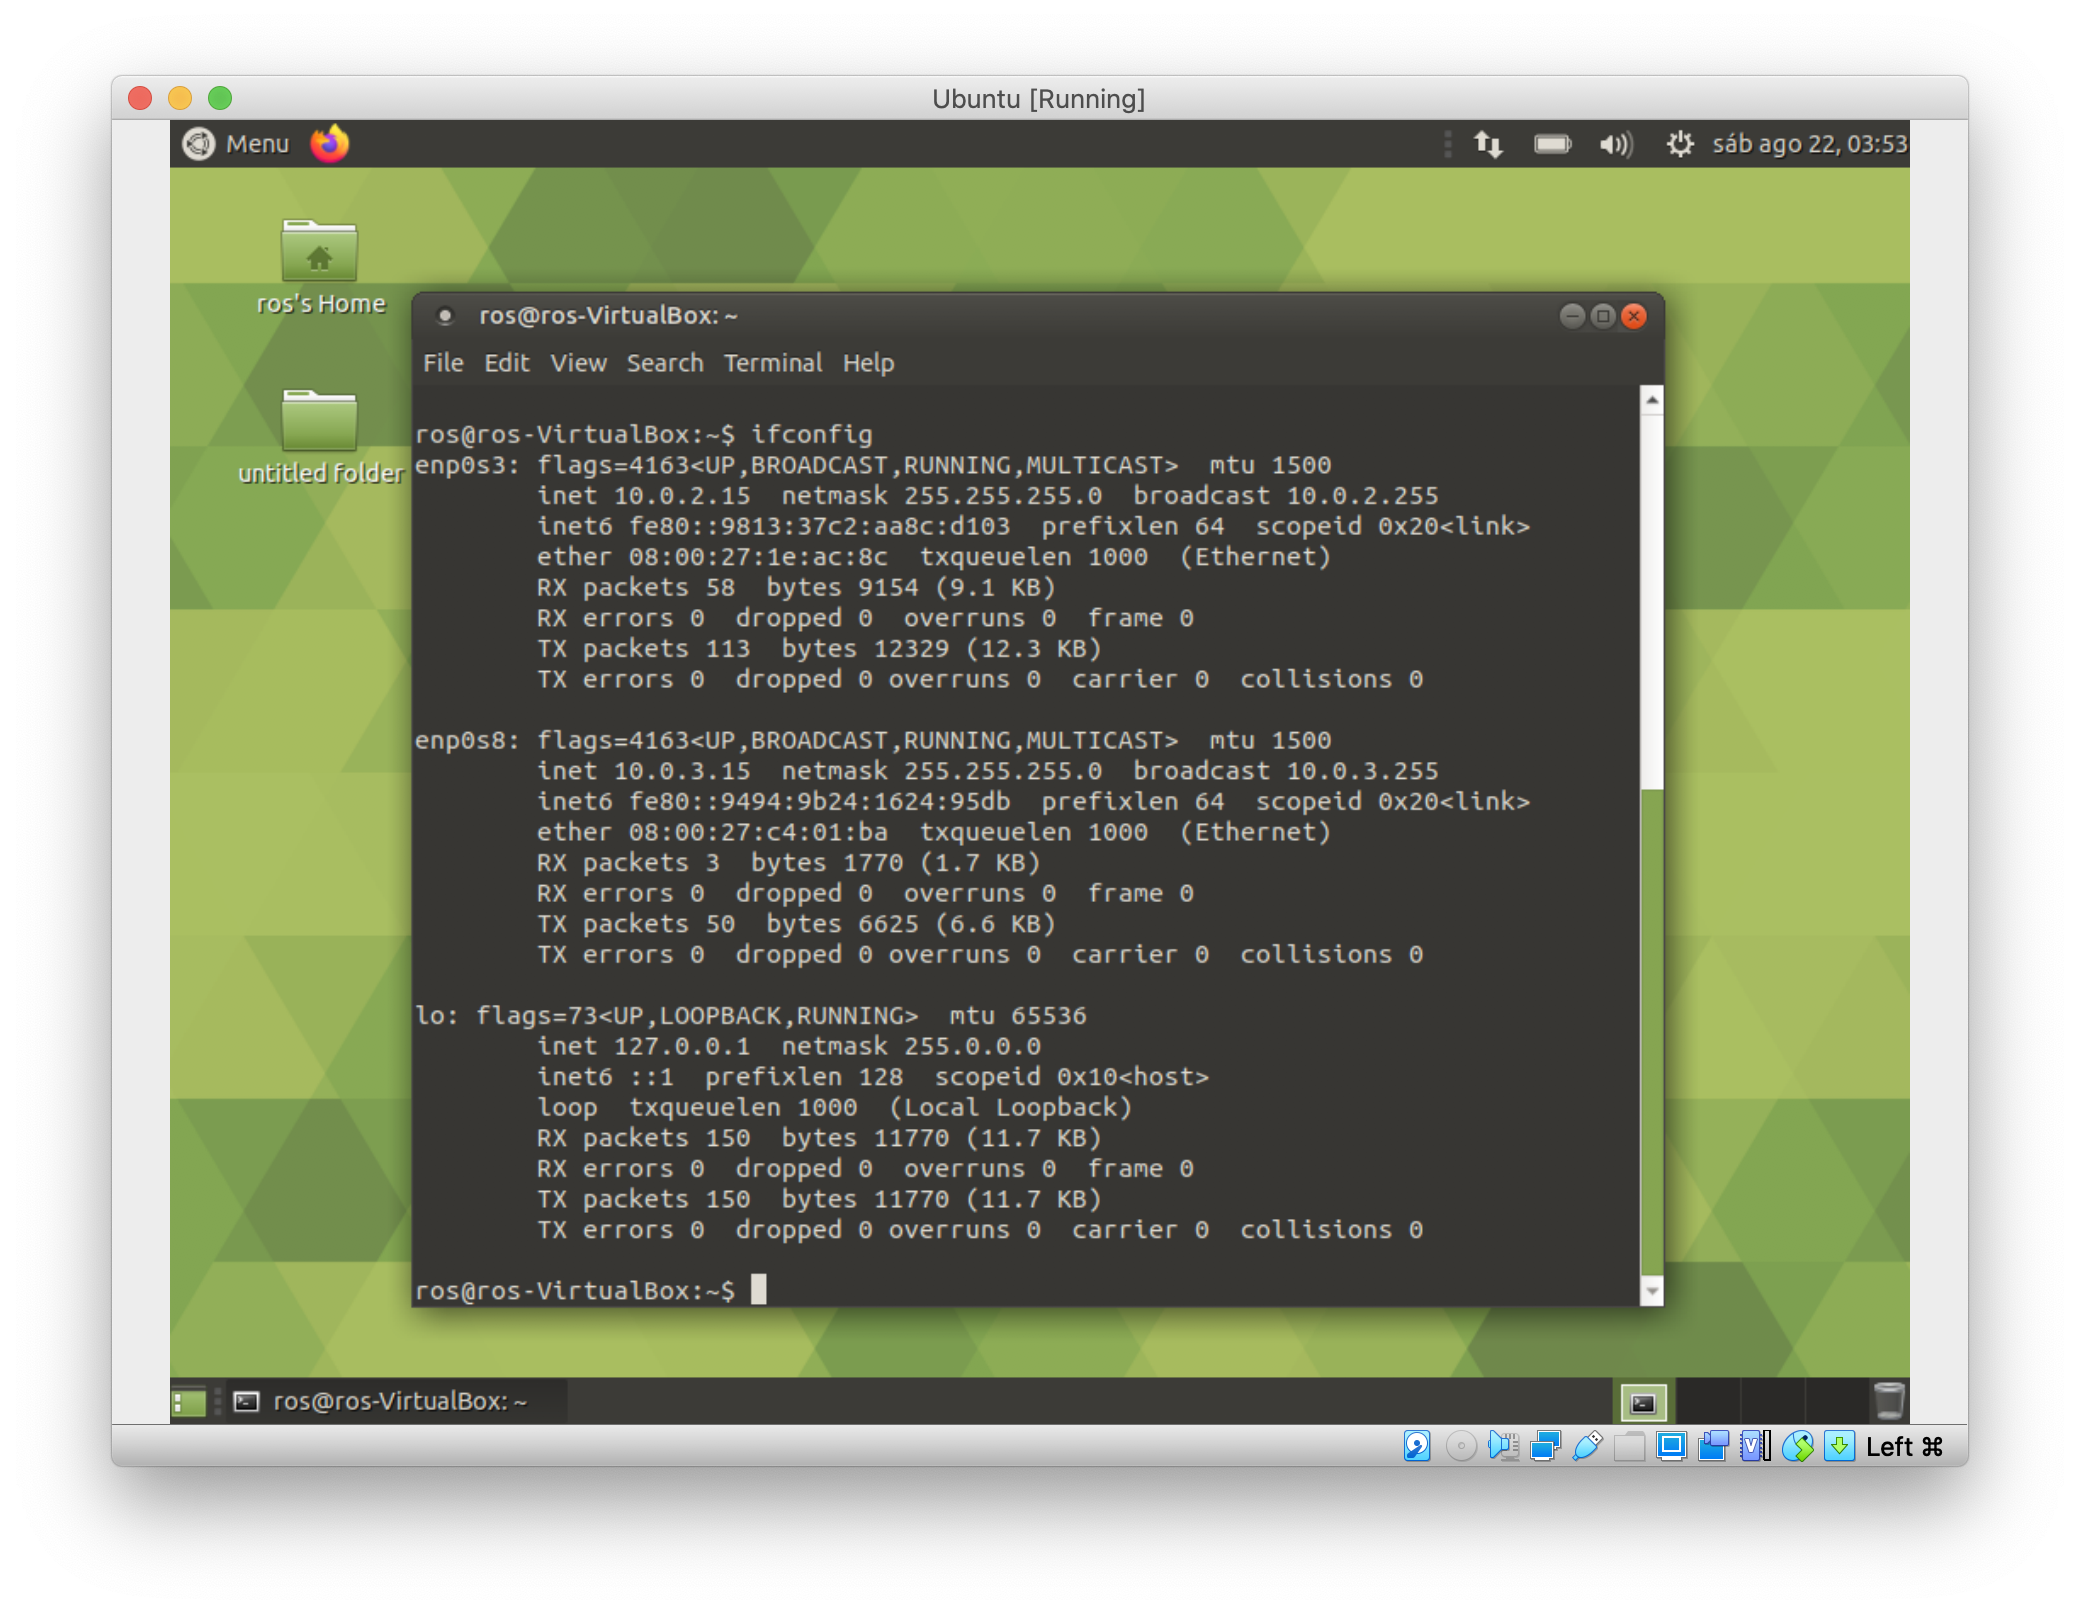 Ubuntu [Running]
Menu
sáb ago 22, 03:53
ros's Home
untitled folder
ros@ros-VirtualBox: ~
File Edit View Search Terminal Help
ros@ros-VirtualBox:~$ ifconfig
enp0s3: flags=4163<UP,BROADCAST,RUNNING,MULTICAST>  mtu 1500
        inet 10.0.2.15  netmask 255.255.255.0  broadcast 10.0.2.255
        inet6 fe80::9813:37c2:aa8c:d103  prefixlen 64  scopeid 0x20<link>
        ether 08:00:27:1e:ac:8c  txqueuelen 1000  (Ethernet)
        RX packets 58  bytes 9154 (9.1 KB)
        RX errors 0  dropped 0  overruns 0  frame 0
        TX packets 113  bytes 12329 (12.3 KB)
        TX errors 0  dropped 0 overruns 0  carrier 0  collisions 0
enp0s8: flags=4163<UP,BROADCAST,RUNNING,MULTICAST>  mtu 1500
        inet 10.0.3.15  netmask 255.255.255.0  broadcast 10.0.3.255
        inet6 fe80::9494:9b24:1624:95db  prefixlen 64  scopeid 0x20<link>
        ether 08:00:27:c4:01:ba  txqueuelen 1000  (Ethernet)
        RX packets 3  bytes 1770 (1.7 KB)
        RX errors 0  dropped 0  overruns 0  frame 0
        TX packets 50  bytes 6625 (6.6 KB)
        TX errors 0  dropped 0 overruns 0  carrier 0  collisions 0
lo: flags=73<UP,LOOPBACK,RUNNING>  mtu 65536
        inet 127.0.0.1  netmask 255.0.0.0
        inet6 ::1  prefixlen 128  scopeid 0x10<host>
        loop  txqueuelen 1000  (Local Loopback)
        RX packets 150  bytes 11770 (11.7 KB)
        RX errors 0  dropped 0  overruns 0  frame 0
        TX packets 150  bytes 11770 (11.7 KB)
        TX errors 0  dropped 0 overruns 0  carrier 0  collisions 0
ros@ros-VirtualBox:~$
ros@ros-VirtualBox: ~
Left ⌘